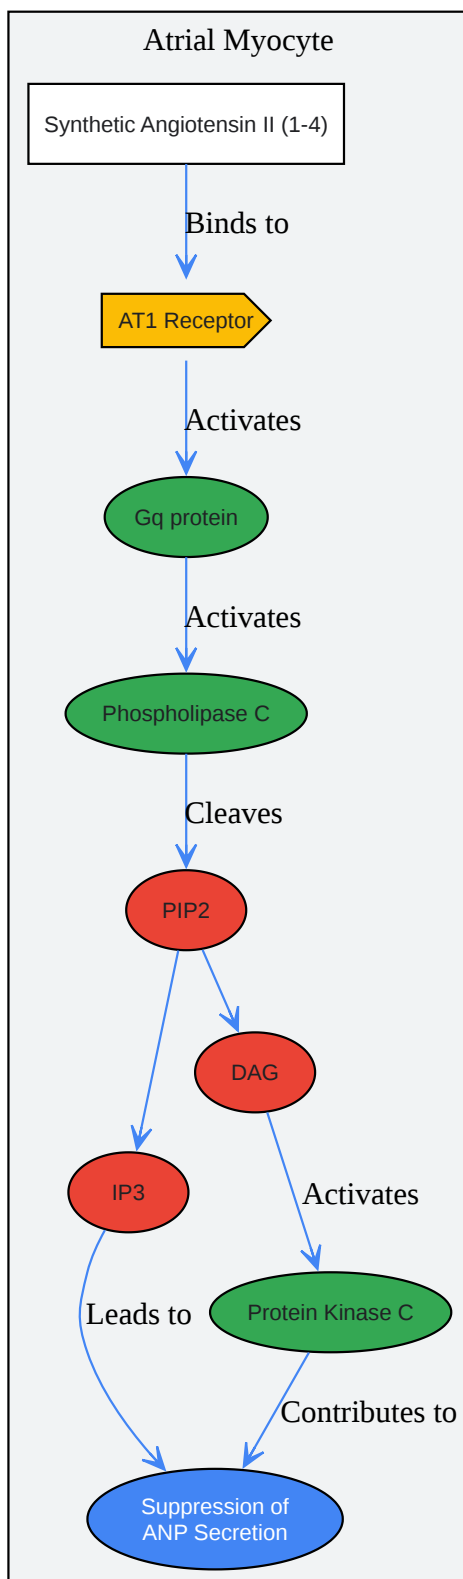 Atrial Myocyte
Synthetic Angiotensin II (1-4)
Binds to
AT1 Receptor
Activates
Gq protein
Activates
Phospholipase C
Cleaves
PIP2
DAG
IP3
Activates
Leads to
Protein Kinase C
Contributes to
Suppression of
ANP Secretion